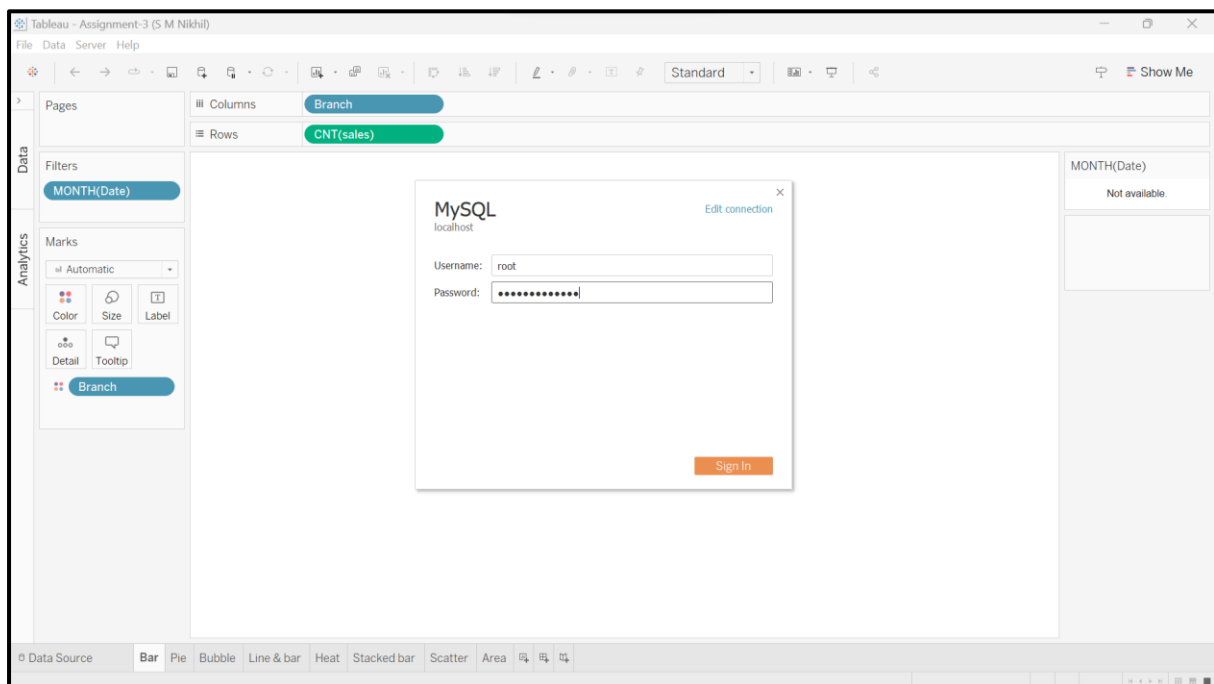 Tableau - Assignment-3 (S M Nikhil)
File Data Server Help
Standard
Show Me
Pages
Columns
Branch
Rows
CNT(sales)
Data
Analytics
Filters
MONTH(Date)
Marks
Automatic
Color Size Label
Detail Tooltip
Branch
MySQL
localhost
Edit connection
Username: root
Password: •••••••••••••
Sign In
MONTH(Date)
Not available.
Data Source Bar Pie Bubble Line & bar Heat Stacked bar Scatter Area